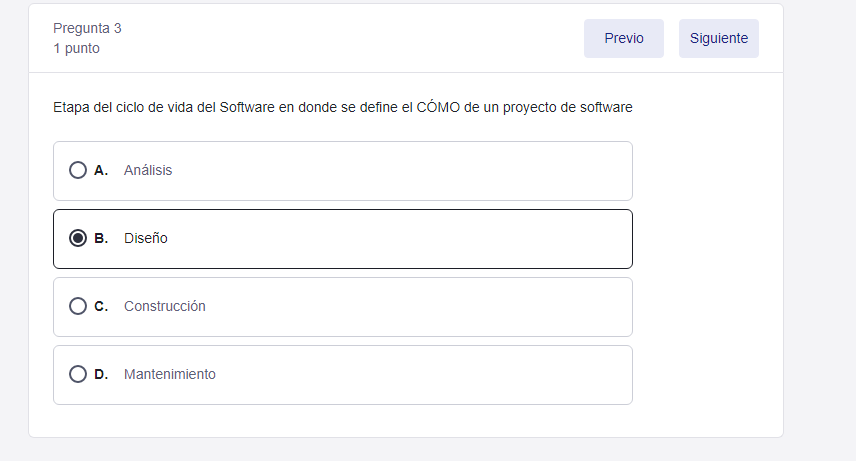 Pregunta 3
1 punto
Previo
Siguiente
Etapa del ciclo de vida del Software en donde se define el CÓMO de un proyecto de software
A. Análisis
B. Diseño
C. Construcción
D. Mantenimiento